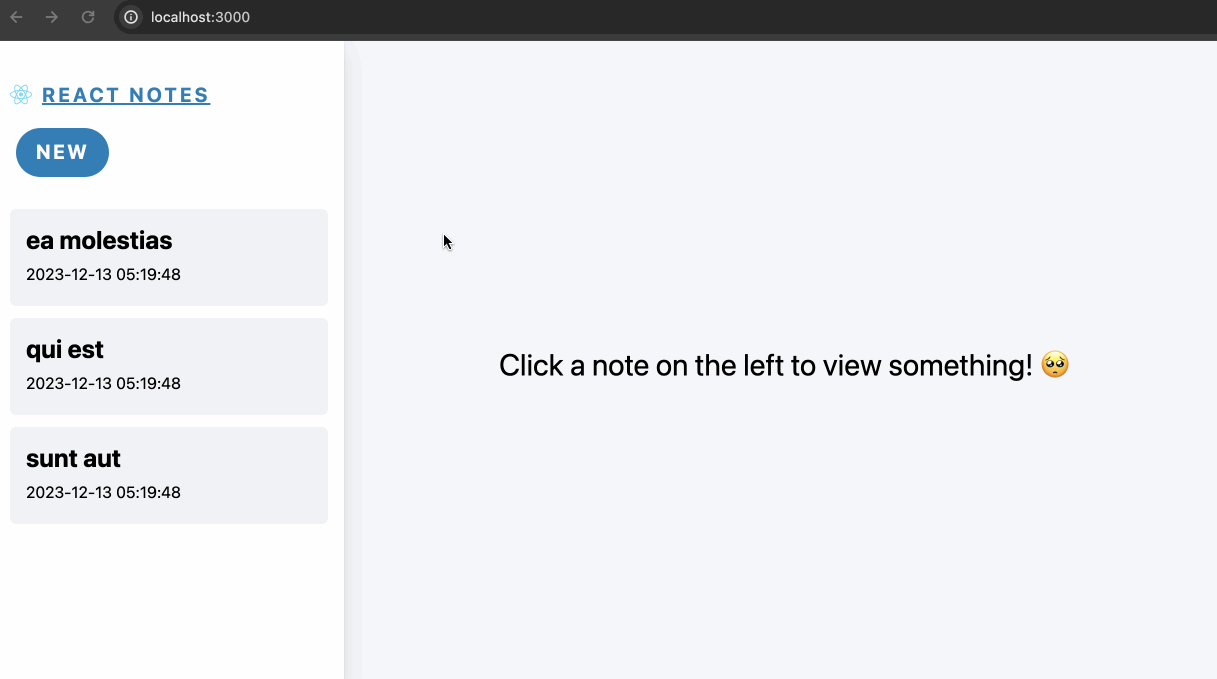 localhost:3000
REACT NOTES
NEW
ea molestias
2023-12-13 05:19:48
qui est
2023-12-13 05:19:48
sunt aut
2023-12-13 05:19:48
Click a note on the left to view something! 🥺